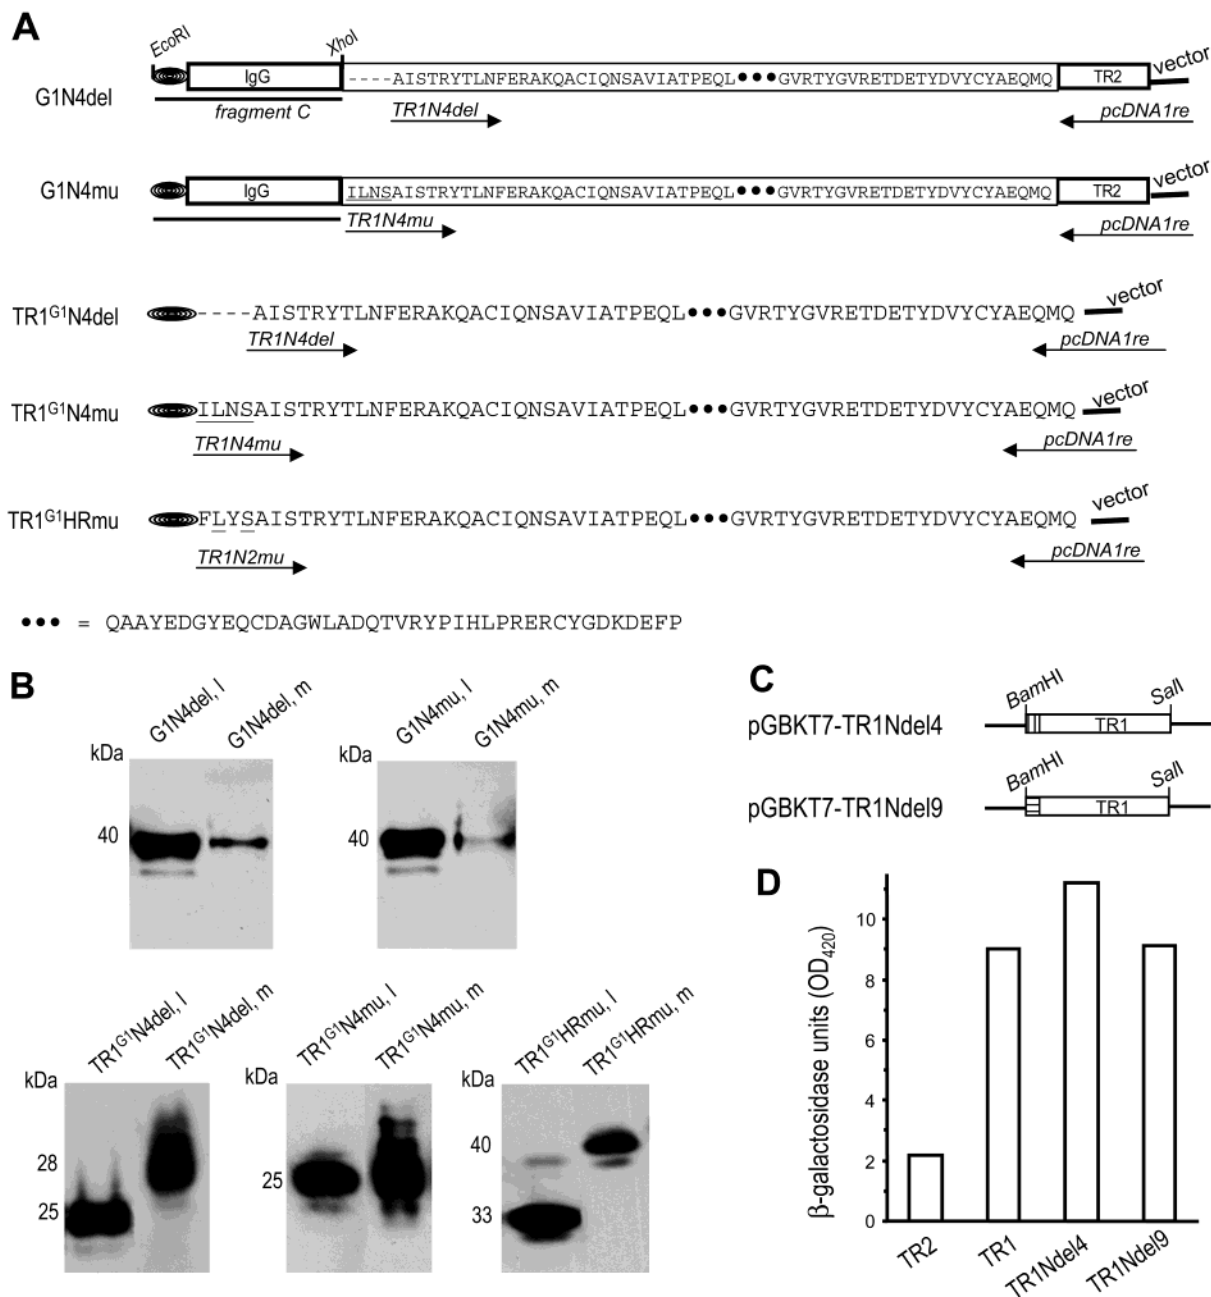 A
EcoRI
XhoI
G1N4del
IgG
----AISTRYTLNFERAKQACIQNSAVIATPEQL●●●GVRTYGVRETDETYDVYCYAEQMQ
TR2
vector
fragment C
TR1N4del
pcDNA1re
G1N4mu
IgG
ILNSAISTRYTLNFERAKQACIQNSAVIATPEQL●●●GVRTYGVRETDETYDVYCYAEQMQ
TR2
vector
TR1N4mu
pcDNA1re
TR1G1N4del
----AISTRYTLNFERAKQACIQNSAVIATPEQL●●●GVRTYGVRETDETYDVYCYAEQMQ
vector
TR1N4del
pcDNA1re
TR1G1N4mu
ILNSAISTRYTLNFERAKQACIQNSAVIATPEQL●●●GVRTYGVRETDETYDVYCYAEQMQ
vector
TR1N4mu
pcDNA1re
TR1G1HRmu
FLYSAISTRYTLNFERAKQACIQNSAVIATPEQL●●●GVRTYGVRETDETYDVYCYAEQMQ
vector
TR1N2mu
pcDNA1re
●●● = QAAYEDGYEQCDAGWLADQTVRYPIHLPRERCYGDKDEFP
B
G1N4del, l
G1N4del, m
kDa
40
G1N4mu, l
G1N4mu, m
kDa
40
TR1G1N4del, l
TR1G1N4del, m
kDa
28
25
TR1G1N4mu, l
TR1G1N4mu, m
kDa
25
TR1G1HRmu, l
TR1G1HRmu, m
kDa
40
33
C
pGBKT7-TR1Ndel4
BamHI
SalI
TR1
pGBKT7-TR1Ndel9
BamHI
SalI
TR1
D
β-galactosidase units (OD420)
10
8
6
4
2
0
TR2
TR1
TR1Ndel4
TR1Ndel9